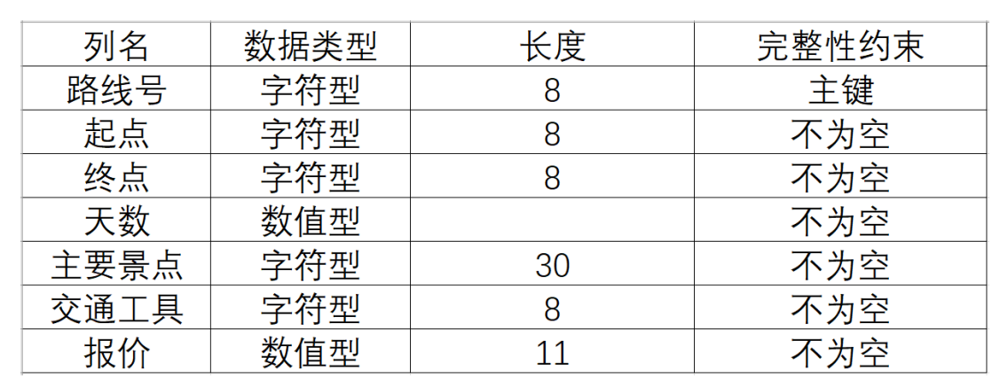 列名 数据类型 长度 完整性约束
路线号 字符型 8 主键
起点 字符型 8 不为空
终点 字符型 8 不为空
天数 数值型 不为空
主要景点 字符型 30 不为空
交通工具 字符型 8 不为空
报价 数值型 11 不为空